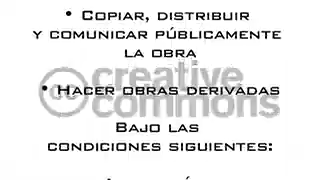 • Copiar, distribuir
y comunicar públicamente
la obra
creative
commons
• Hacer obras derivadas
Bajo las
condiciones siguientes: